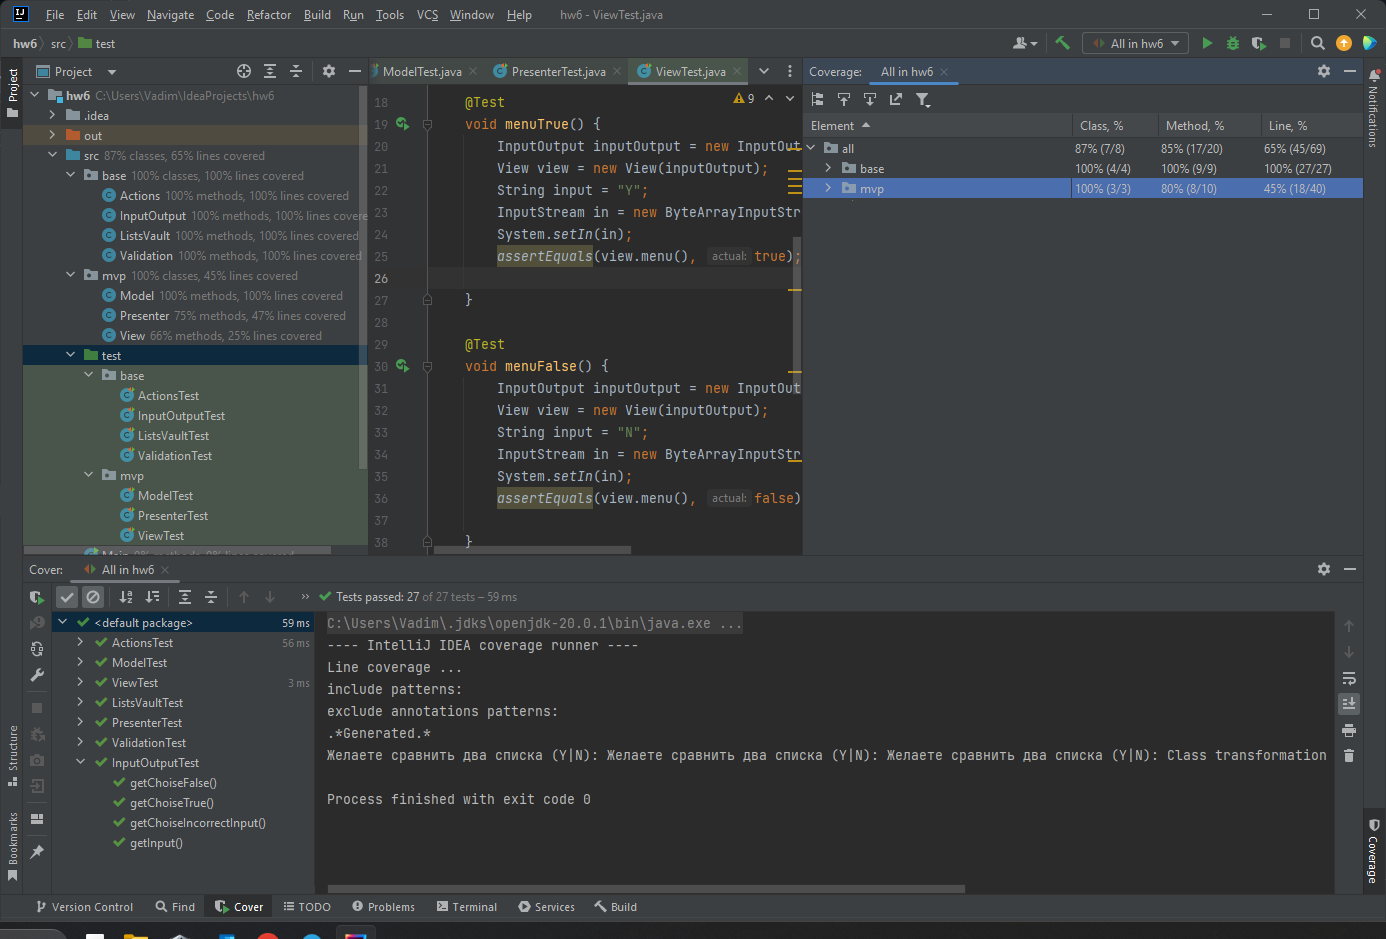 File Edit View Navigate Code Refactor Build Run Tools VCS Window Help hw6 - ViewTest.java
hw6 src test
All in hw6
Project
ModelTest.java PresenterTest.java ViewTest.java
Coverage: All in hw6
Project
Notifications
hw6 C:\Users\Vadim\IdeaProjects\hw6
.idea
out
src 87% classes, 65% lines covered
base 100% classes, 100% lines covered
Actions 100% methods, 100% lines covered
InputOutput 100% methods, 100% lines covere
ListsVault 100% methods, 100% lines covered
Validation 100% methods, 100% lines covered
mvp 100% classes, 45% lines covered
Model 100% methods, 100% lines covered
Presenter 75% methods, 47% lines covered
View 66% methods, 25% lines covered
test
base
ActionsTest
InputOutputTest
ListsVaultTest
ValidationTest
mvp
ModelTest
PresenterTest
ViewTest
Main 0% methods, 0% lines covered
9
18 @Test
19 void menuTrue() {
20 InputOutput inputOutput = new InputOut
21 View view = new View(inputOutput);
22 String input = "Y";
23 InputStream in = new ByteArrayInputStr
24 System.setIn(in);
25 assertEquals(view.menu(), actual: true);
26
27 }
28
29 @Test
30 void menuFalse() {
31 InputOutput inputOutput = new InputOut
32 View view = new View(inputOutput);
33 String input = "N";
34 InputStream in = new ByteArrayInputStr
35 System.setIn(in);
36 assertEquals(view.menu(), actual: false)
37
38 }
Element Class, % Method, % Line, %
all 87% (7/8) 85% (17/20) 65% (45/69)
base 100% (4/4) 100% (9/9) 100% (27/27)
mvp 100% (3/3) 80% (8/10) 45% (18/40)
Cover: All in hw6
Tests passed: 27 of 27 tests – 59 ms
<default package> 59 ms
ActionsTest 56 ms
ModelTest
ViewTest 3 ms
ListsVaultTest
PresenterTest
ValidationTest
InputOutputTest
getChoiseFalse()
getChoiseTrue()
getChoiseIncorrectInput()
getInput()
C:\Users\Vadim\.jdks\openjdk-20.0.1\bin\java.exe ...
---- IntelliJ IDEA coverage runner ----
Line coverage ...
include patterns:
exclude annotations patterns:
.*Generated.*
Желаете сравнить два списка (Y|N): Желаете сравнить два списка (Y|N): Желаете сравнить два списка (Y|N): Class transformation
Process finished with exit code 0
Structure
Bookmarks
Coverage
Version Control Find Cover TODO Problems Terminal Services Build